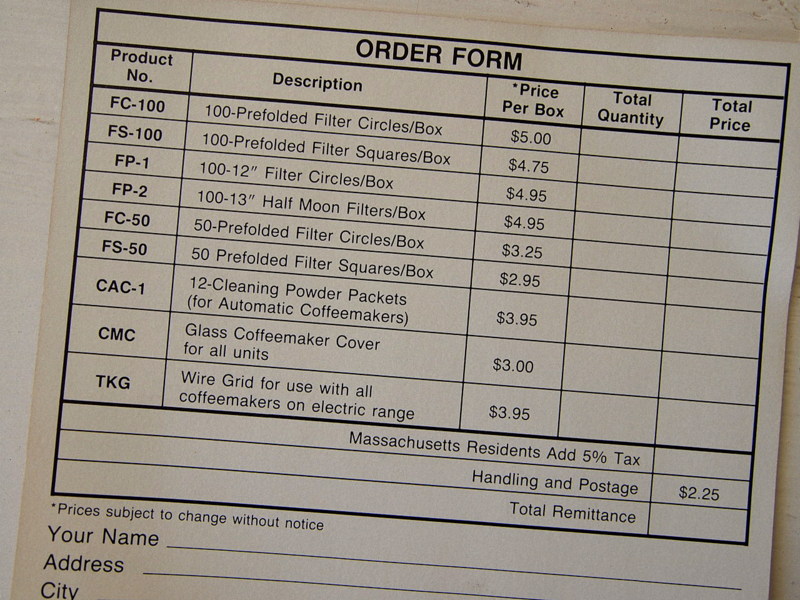 ORDER FORM
Product No. Description *Price Per Box Total Quantity Total Price
FC-100 100-Prefolded Filter Circles/Box $5.00
FS-100 100-Prefolded Filter Squares/Box $4.75
FP-1 100-12″ Filter Circles/Box $4.95
FP-2 100-13″ Half Moon Filters/Box $4.95
FC-50 50-Prefolded Filter Circles/Box $3.25
FS-50 50 Prefolded Filter Squares/Box $2.95
CAC-1 12-Cleaning Powder Packets
(for Automatic Coffeemakers) $3.95
CMC Glass Coffeemaker Cover
for all units $3.00
TKG Wire Grid for use with all
coffeemakers on electric range $3.95
Massachusetts Residents Add 5% Tax
Handling and Postage $2.25
Total Remittance
*Prices subject to change without notice
Your Name
Address
City